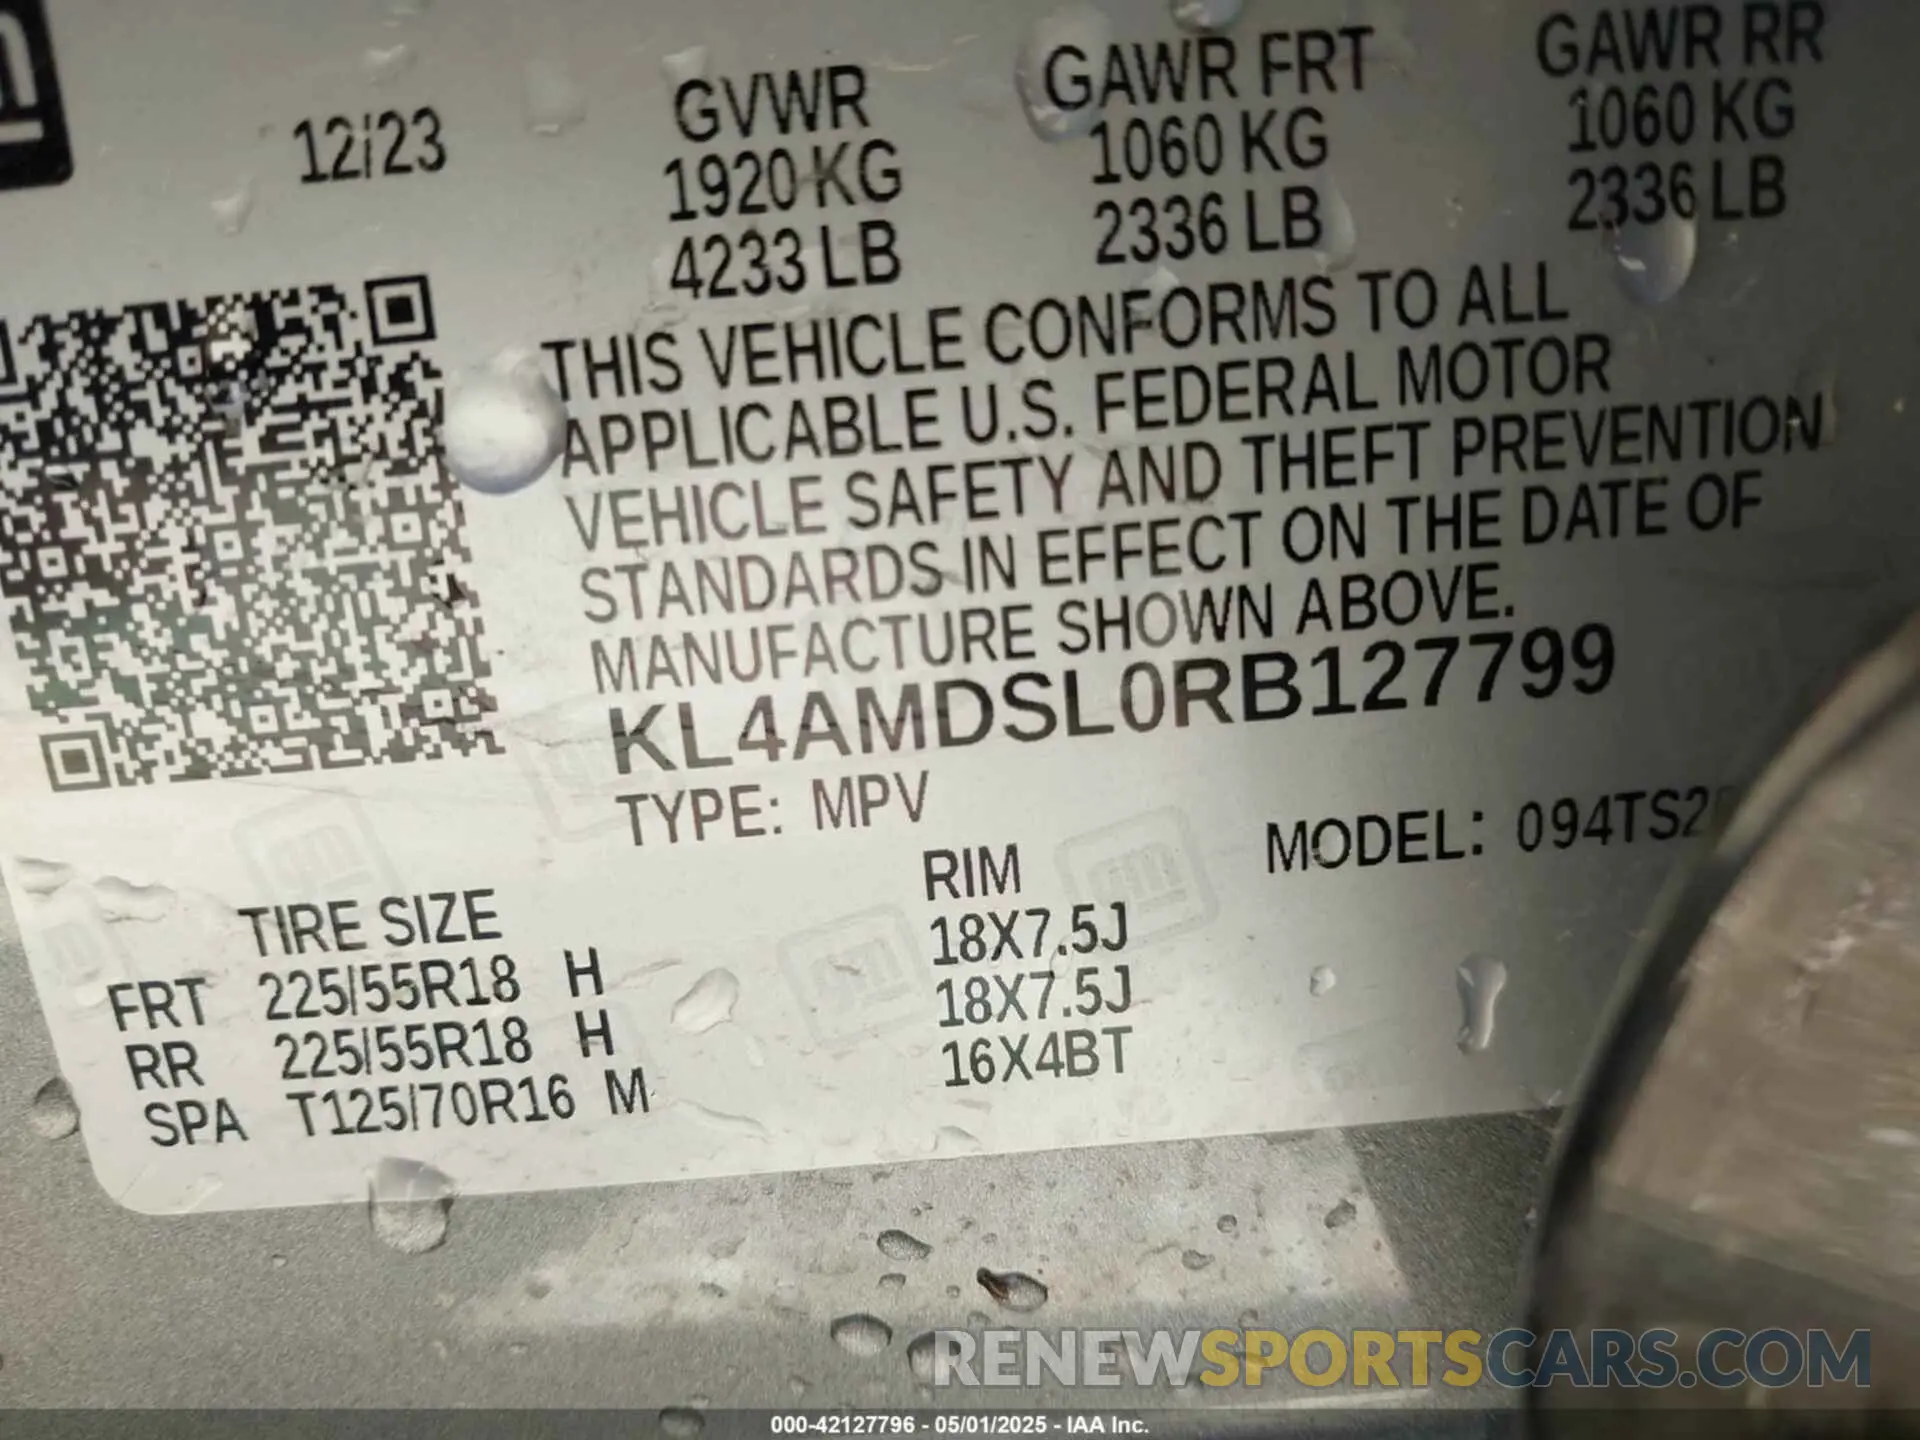 12/23
GVWR
1920 KG
4233 LB
GAWR FRT
1060 KG
2336 LB
GAWR RR
1060 KG
2336 LB
THIS VEHICLE CONFORMS TO ALL
APPLICABLE U.S. FEDERAL MOTOR
VEHICLE SAFETY AND THEFT PREVENTION
STANDARDS IN EFFECT ON THE DATE OF
MANUFACTURE SHOWN ABOVE.
KL4AMDSL0RB127799
TYPE: MPV
MODEL:
TIRE SIZE
RIM
FRT 225/55R18 H 18X7.5J
RR 225/55R18 H 18X7.5J
SPA T125/70R16 M 16X4BT
RENEWSPORTSCARS.COM
000-42127796 - 05/01/2025 - IAA Inc.